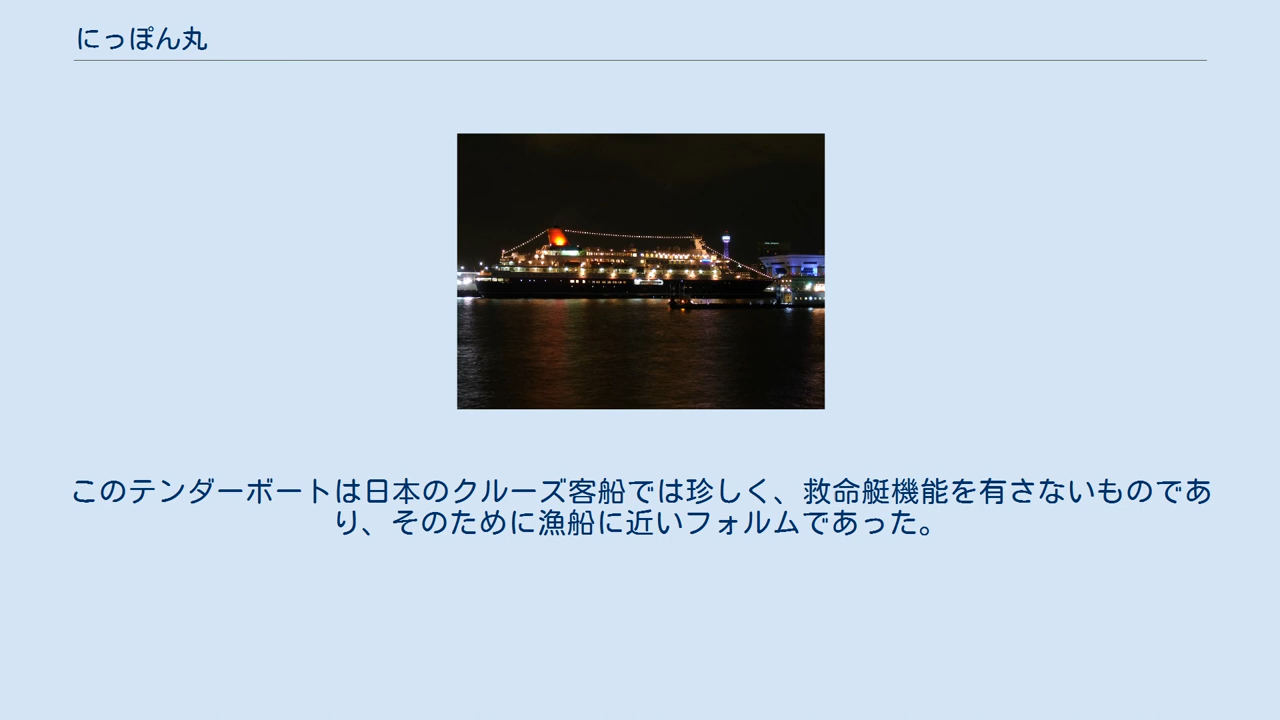 にっぽん丸
このテンダーボートは日本のクルーズ客船では珍しく、救命艇機能を有さないものであ
り、そのために漁船に近いフォルムであった。